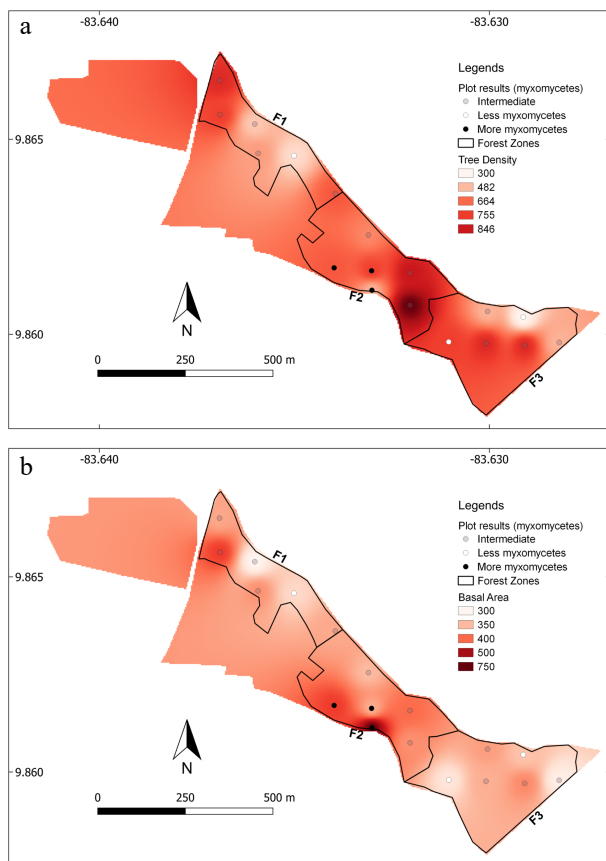 a
-83.640
-83.630
9.865
9.860
F1
F2
F3
Legends
Plot results (myxomycetes)
Intermediate
Less myxomycetes
More myxomycetes
Forest Zones
Tree Density
300
482
664
755
846
N
0 250 500 m
b
-83.640
-83.630
9.865
9.860
F1
F2
F3
Legends
Plot results (myxomycetes)
Intermediate
Less myxomycetes
More myxomycetes
Forest Zones
Basal Area
300
350
400
500
750
N
0 250 500 m